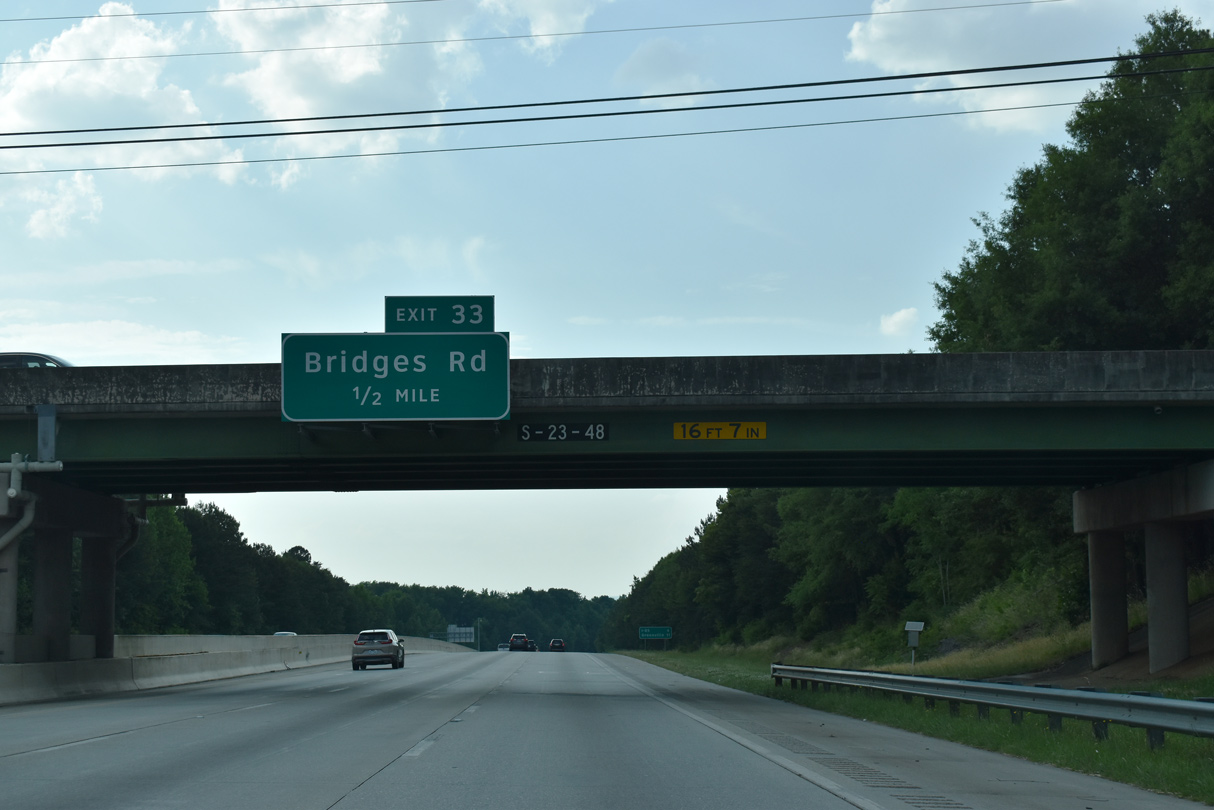 EXIT 33
Bridges Rd
1/2 MILE
S-23-48
16 FT 7 IN